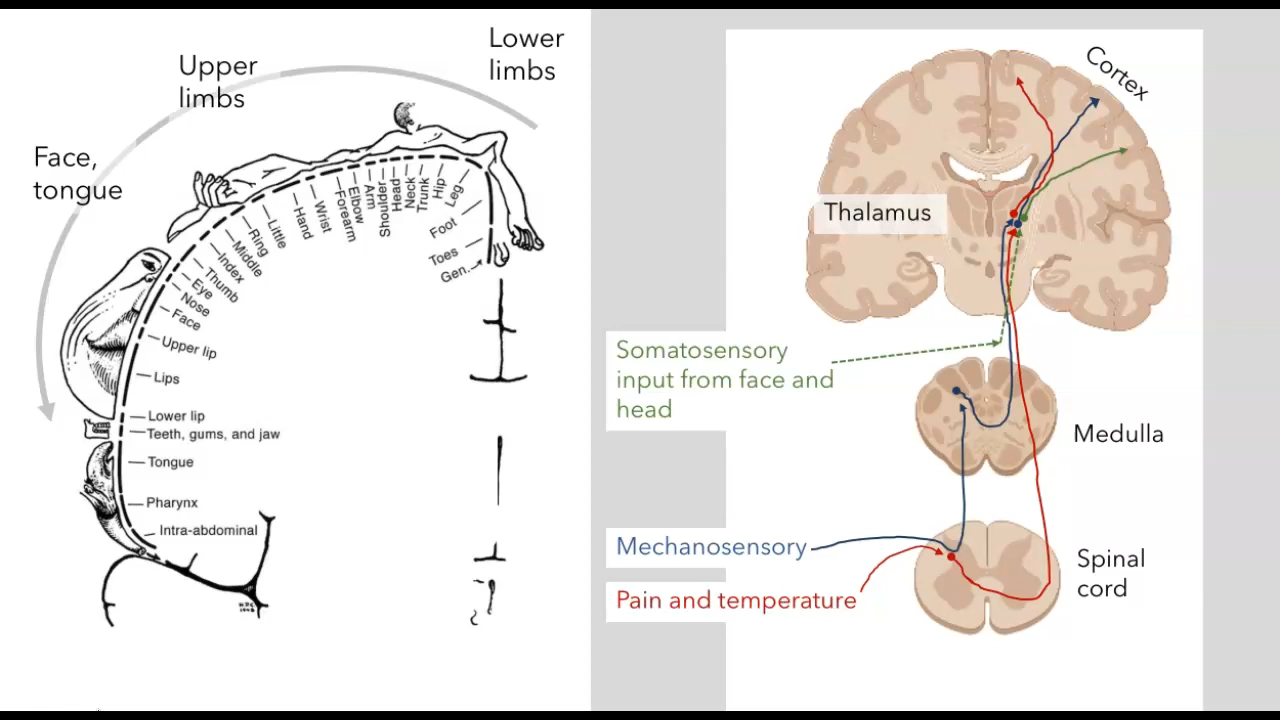 Lower
limbs
Upper
limbs
Face,
tongue
Gen.
Toes
Foot
Leg
Hip
Trunk
Neck
Head
Shoulder
Arm
Elbow
Forearm
Wrist
Hand
Little
Ring
Middle
Index
Thumb
Eye
Nose
Face
Upper lip
Lips
Lower lip
Teeth, gums, and jaw
Tongue
Pharynx
Intra-abdominal
Cortex
Thalamus
Somatosensory
input from face and
head
Medulla
Mechanosensory
Pain and temperature
Spinal
cord